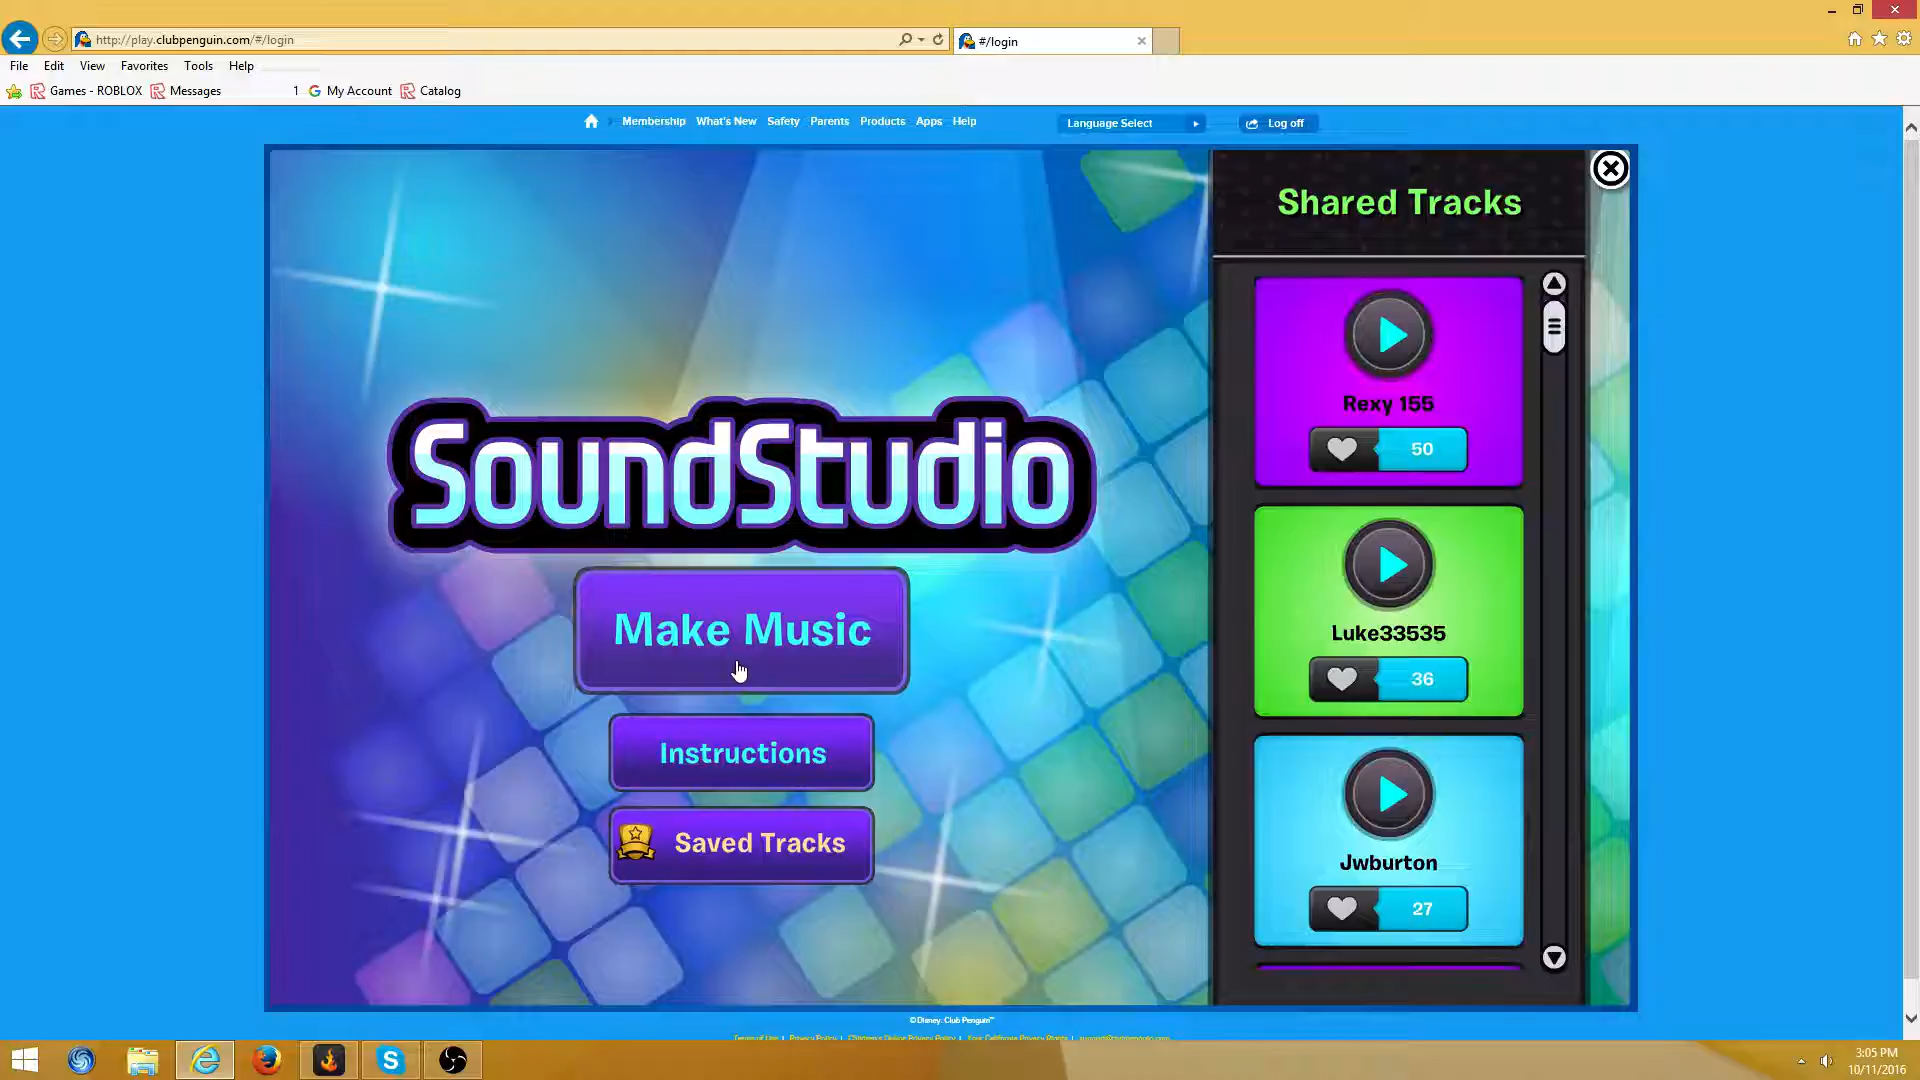 http://play.clubpenguin.com/#/login
#/login
File Edit View Favorites Tools Help
Games - ROBLOX Messages 1 My Account Catalog
Membership What's New Safety Parents Products Apps Help Language Select Log off
Shared Tracks
Rexy 155
50
SoundStudio
Make Music
Instructions
Saved Tracks
Luke33535
36
Jwburton
27
© Disney. Club Penguin™
3:05 PM
10/11/2016